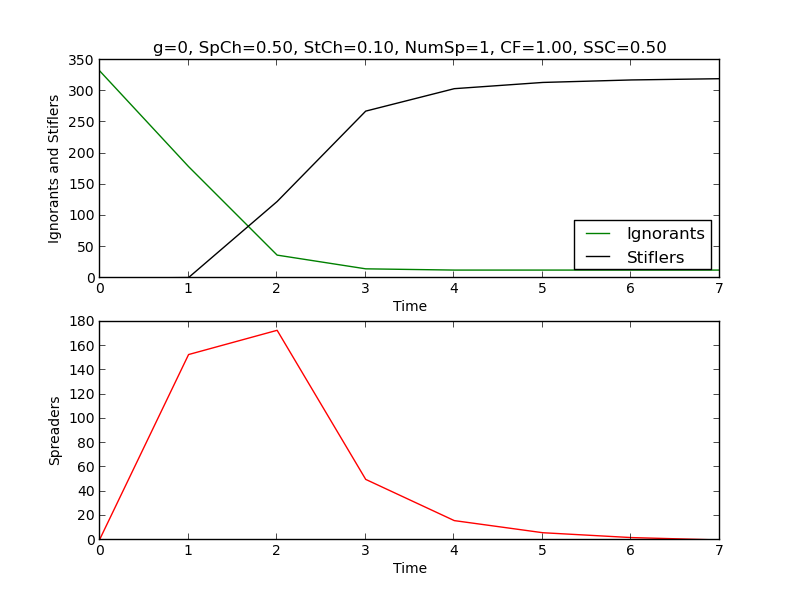 g=0, SpCh=0.50, StCh=0.10, NumSp=1, CF=1.00, SSC=0.50
350
300
250
200
150
100
50
0
Ignorants and Stiflers
Ignorants
Stiflers
0 1 2 3 4 5 6 7
Time
180
160
140
120
100
80
60
40
20
0
Spreaders
0 1 2 3 4 5 6 7
Time